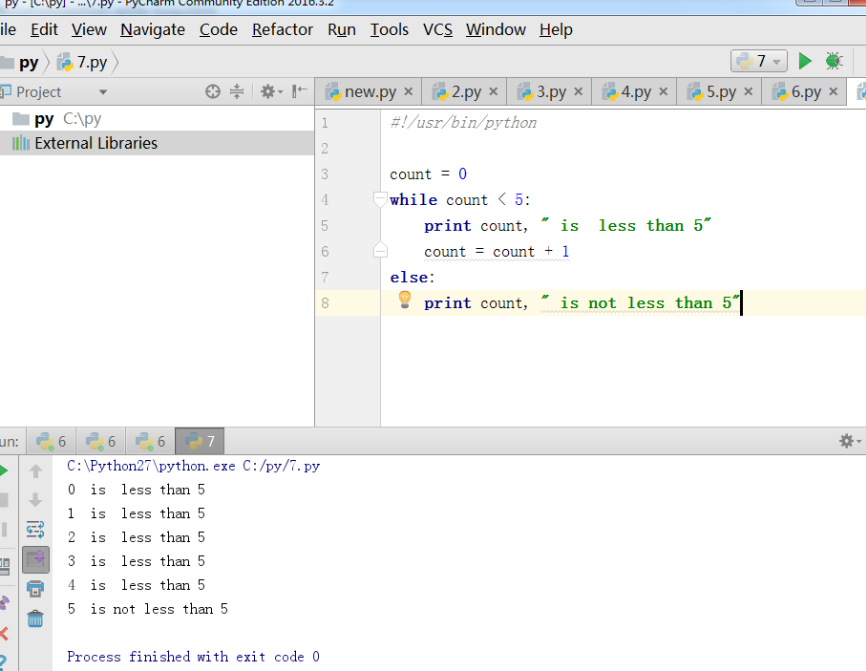 py - [C:\py] - ...\7.py - PyCharm Community Edition 2016.3.2
ile Edit View Navigate Code Refactor Run Tools VCS Window Help
py 7.py 7
Project new.py 2.py 3.py 4.py 5.py 6.py
py C:\py
External Libraries
1 #!/usr/bin/python
2
3 count = 0
4 while count < 5:
5 print count, " is  less than 5"
6 count = count + 1
7 else:
8 print count, " is not less than 5"
un: 6 6 6 7
C:\Python27\python.exe C:/py/7.py
0  is  less than 5
1  is  less than 5
2  is  less than 5
3  is  less than 5
4  is  less than 5
5  is not less than 5
Process finished with exit code 0